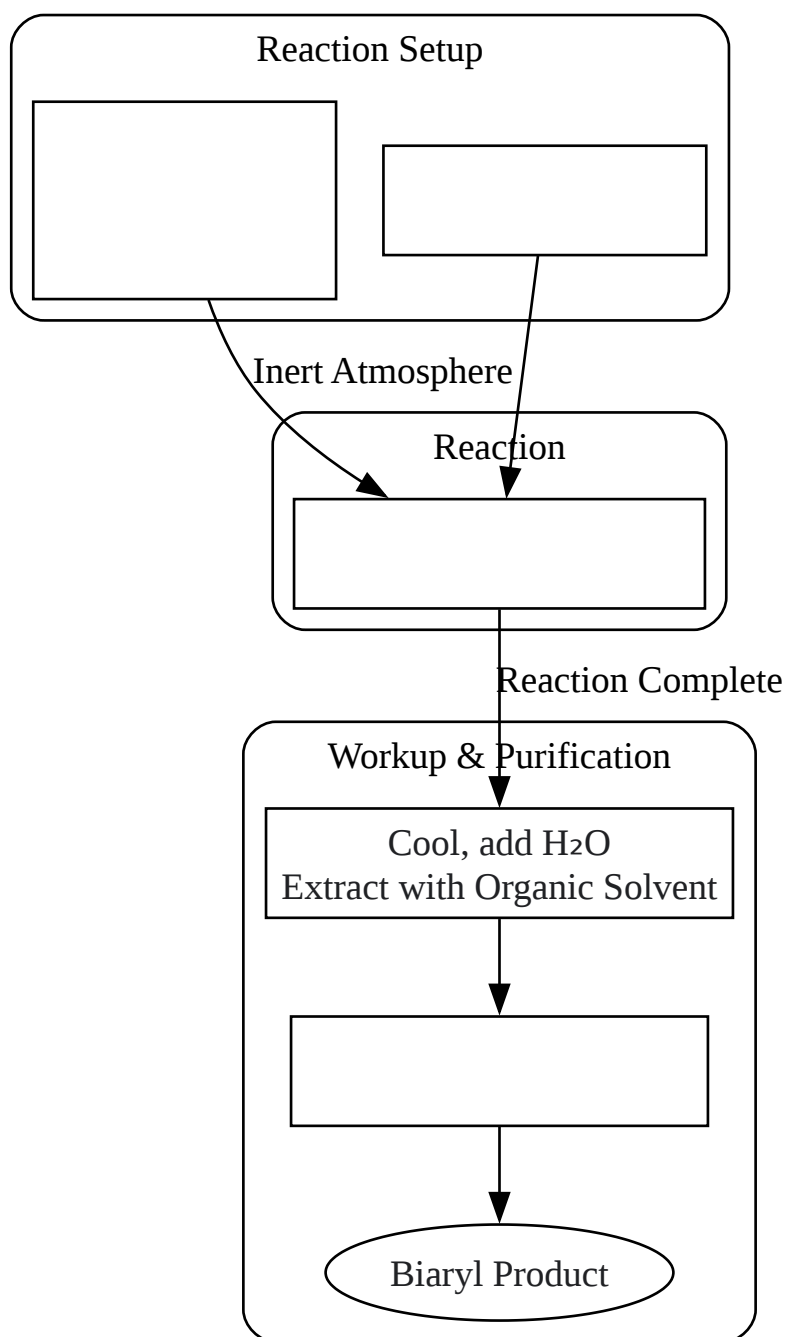 Reaction Setup
Inert Atmosphere
Reaction
Reaction Complete
Workup & Purification
Cool, add H₂O
Extract with Organic Solvent
Biaryl Product